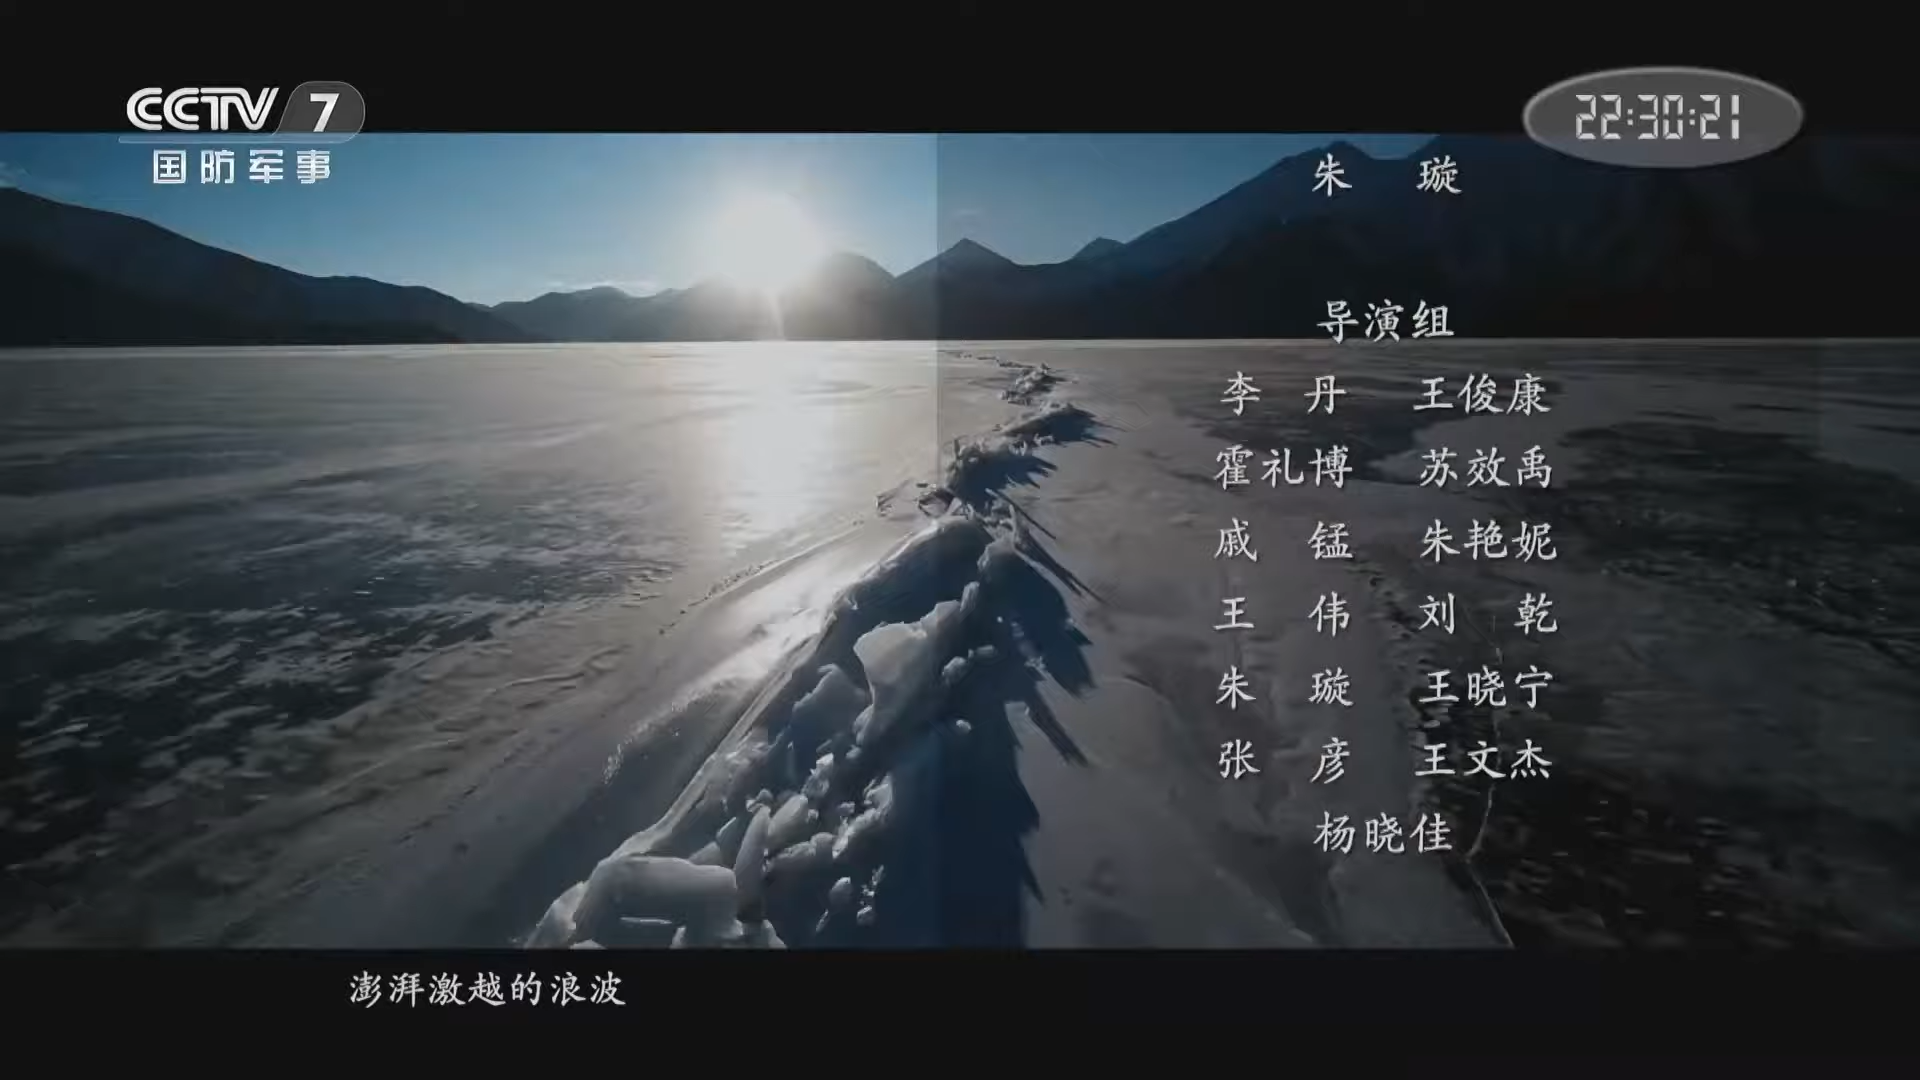 CCTV 7
国防军事
22:30:21
朱 璇
导演组
李 丹 王俊康
霍礼博 苏效禹
戚 锰 朱艳妮
王 伟 刘 乾
朱 璇 王晓宁
张 彦 王文杰
杨晓佳
澎湃激越的浪波